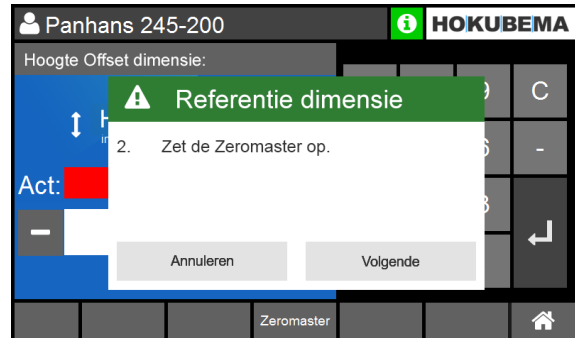 Panhans 245-200
HOKUBEMA
Hoogte Offset dimensie:
C
Referentie dimensie
2. Zet de Zeromaster op.
-
Act:
Annuleren
Volgende
Zeromaster